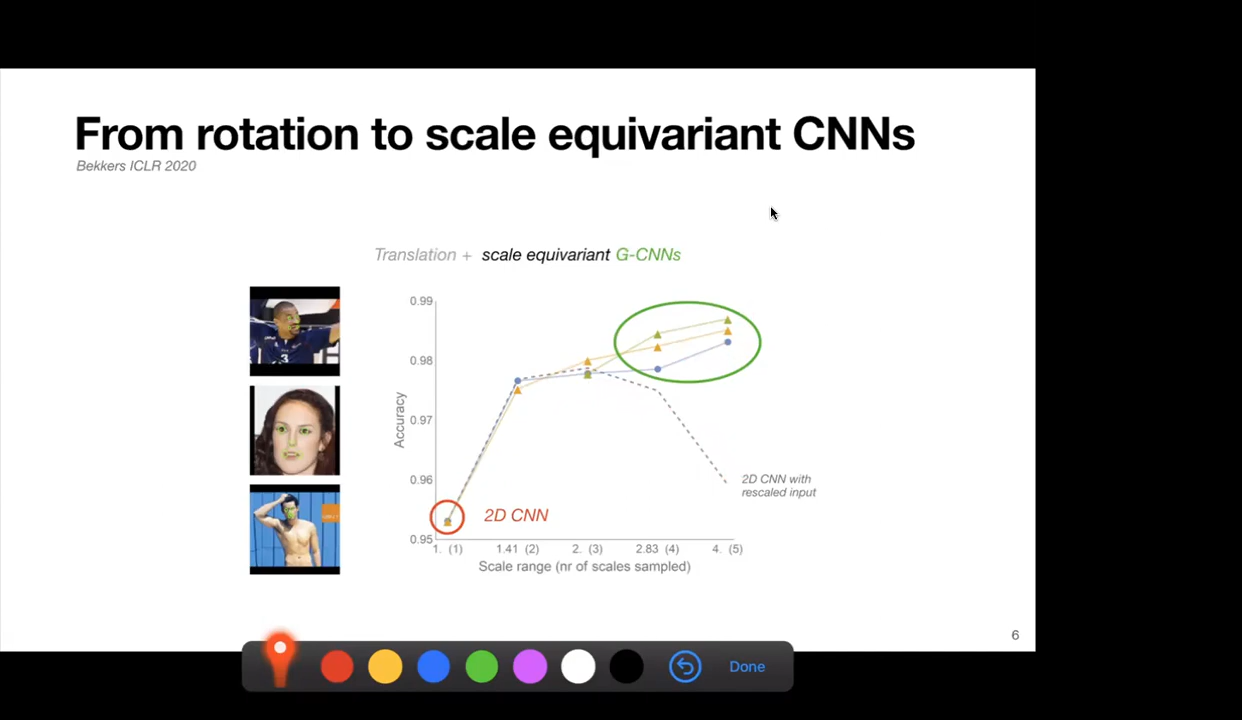 From rotation to scale equivariant CNNs
Bekkers ICLR 2020
Translation + scale equivariant G-CNNs
0.99
0.98
0.97
0.96
0.95
Accuracy
2D CNN with
rescaled input
2D CNN
1. (1) 1.41 (2) 2. (3) 2.83 (4) 4. (5)
Scale range (nr of scales sampled)
6
Done